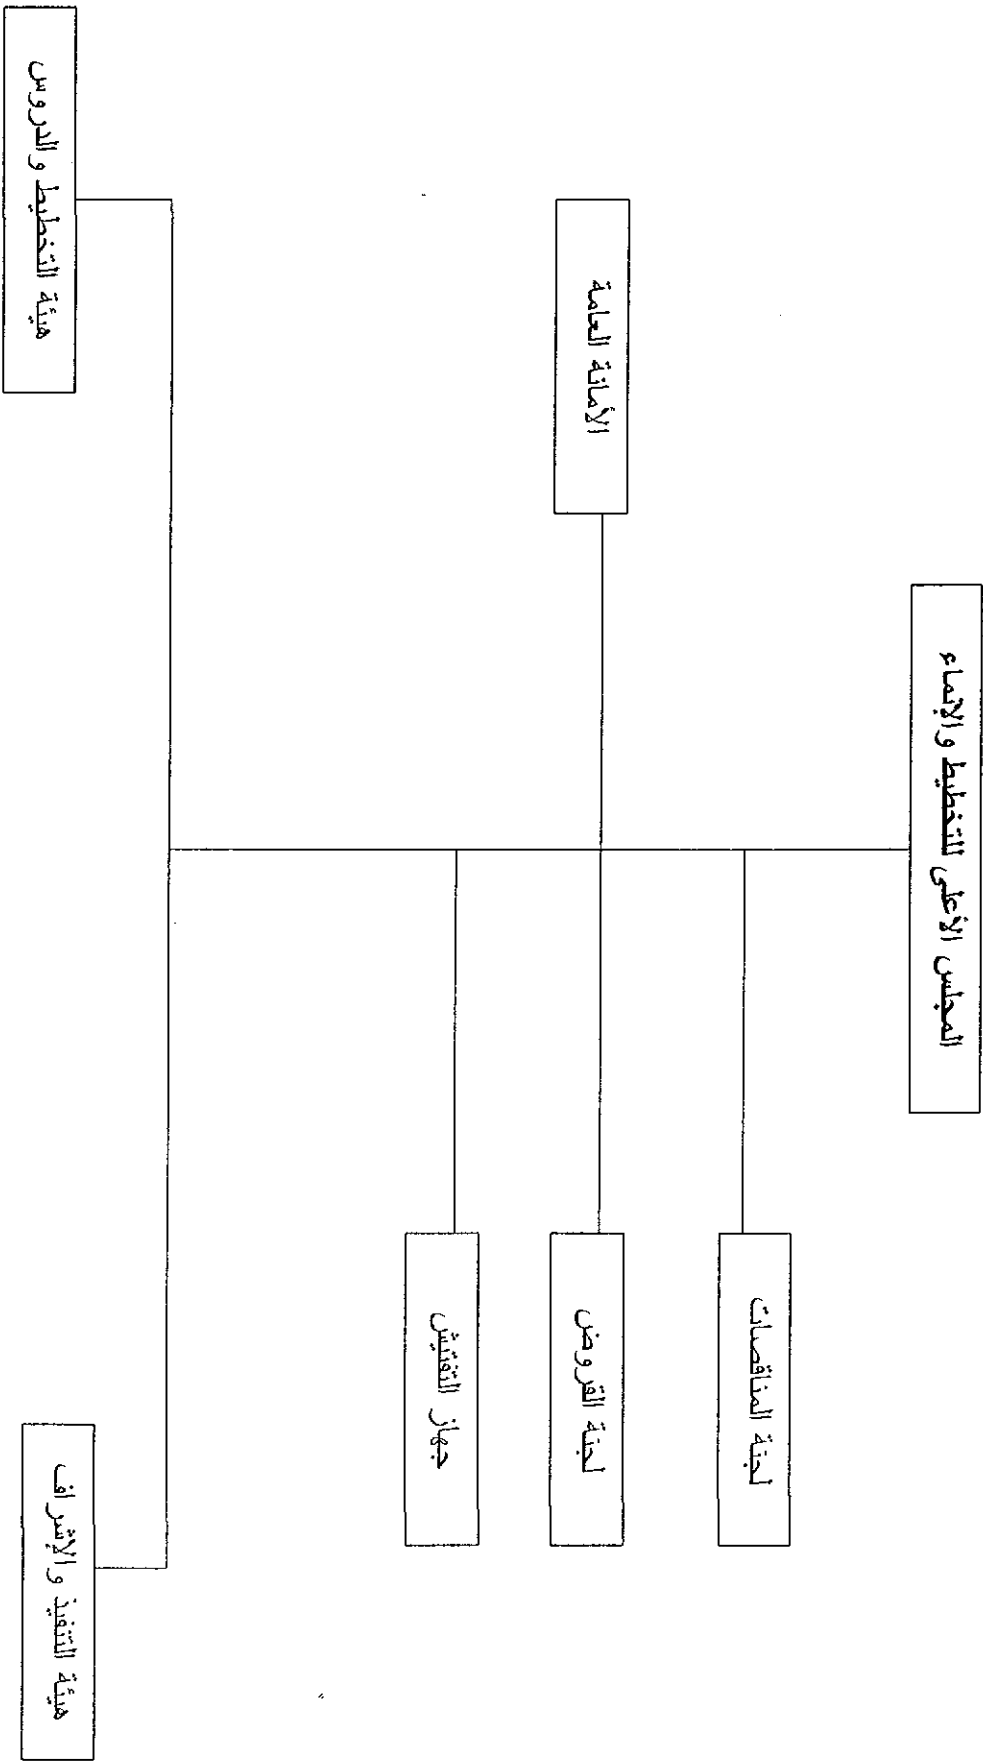 المجلس الأعلى للتخطيط والإنماء
لجنة المناقصات
الأمانة العامة
لجنة القروض
جهاز التفتيش
هيئة التخطيط والدروس
هيئة التنفيذ والإشراف